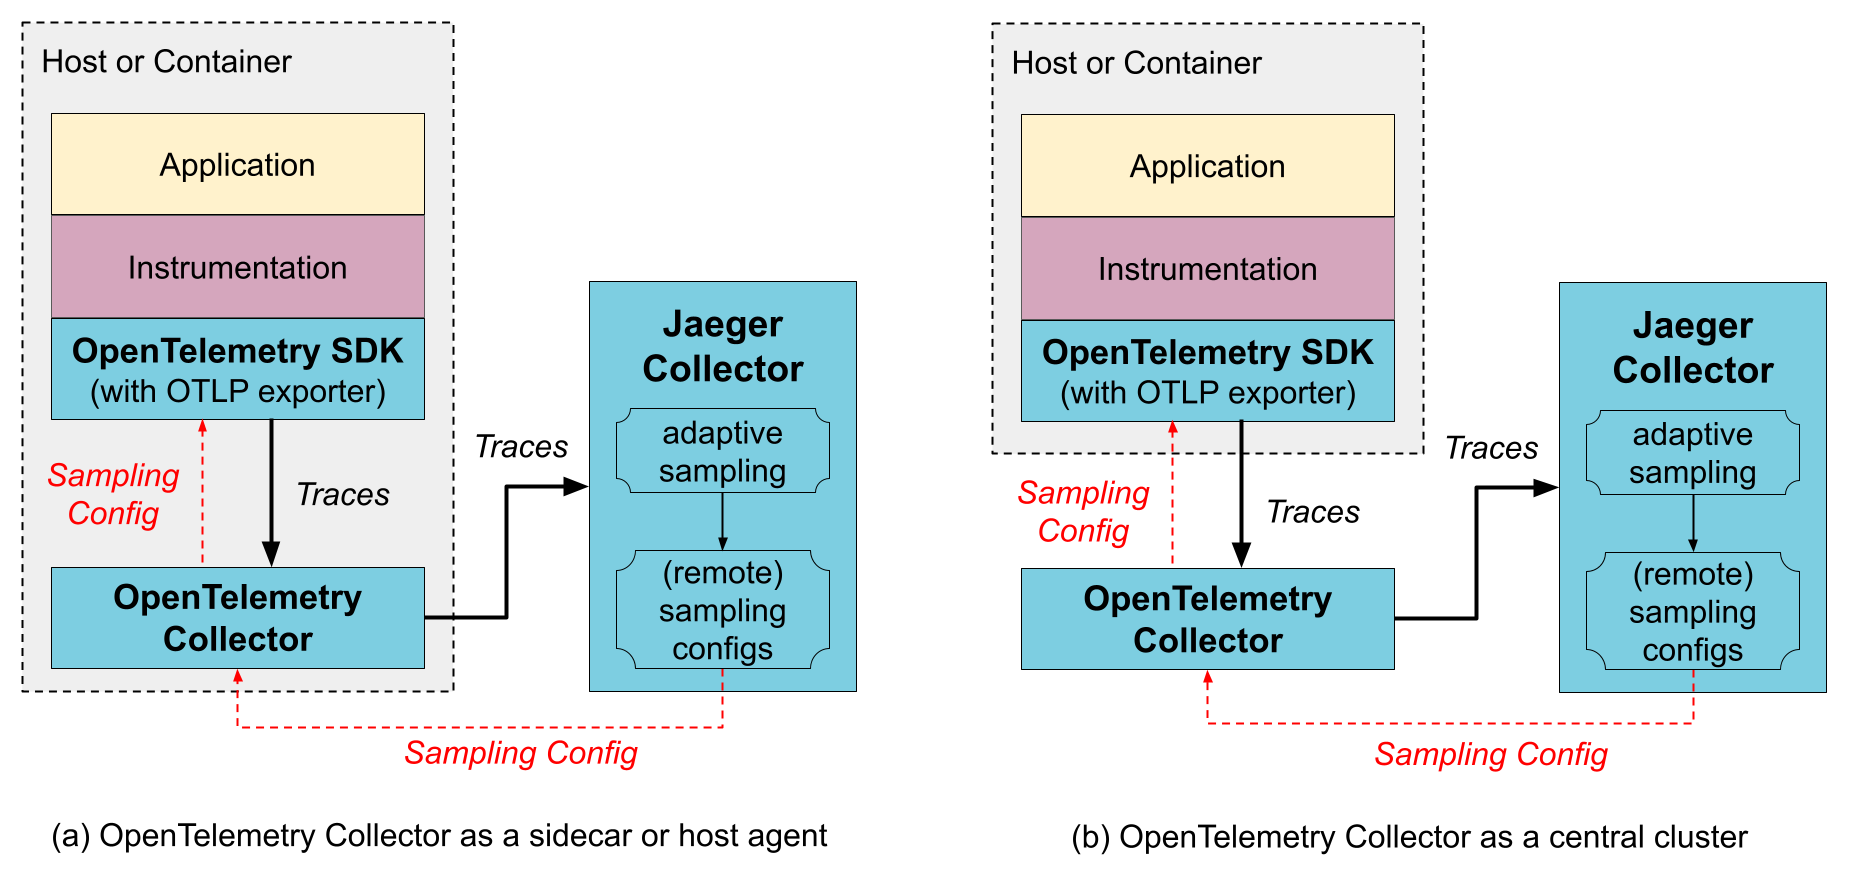 Host or Container
Application
Instrumentation
OpenTelemetry SDK
(with OTLP exporter)
Sampling
Config
Traces
OpenTelemetry
Collector
Traces
Jaeger
Collector
adaptive
sampling
(remote)
sampling
configs
Sampling Config
(a) OpenTelemetry Collector as a sidecar or host agent
Host or Container
Application
Instrumentation
OpenTelemetry SDK
(with OTLP exporter)
Sampling
Config
Traces
OpenTelemetry
Collector
Traces
Jaeger
Collector
adaptive
sampling
(remote)
sampling
configs
Sampling Config
(b) OpenTelemetry Collector as a central cluster